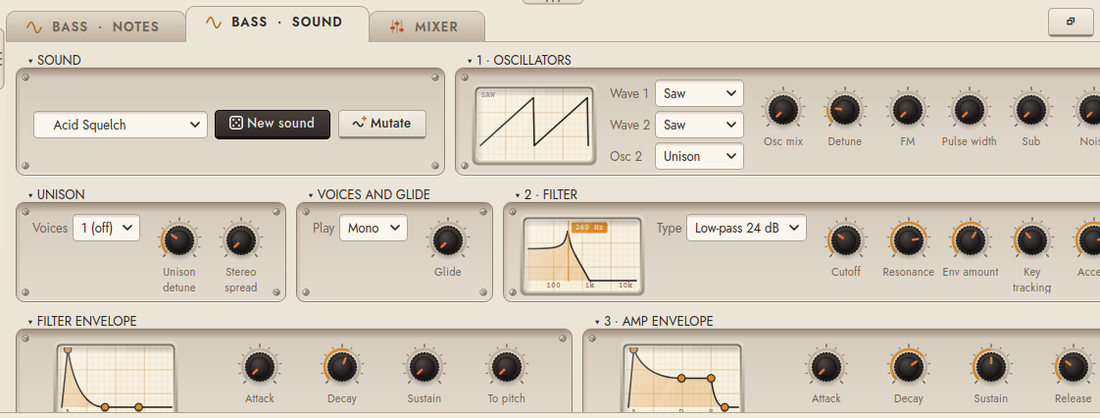 BASS · NOTES
BASS · SOUND
MIXER
SOUND
Acid Squelch
New sound
Mutate
1 · OSCILLATORS
SAW
Wave 1 Saw
Wave 2 Saw
Osc 2 Unison
Osc mix
Detune
FM
Pulse width
Sub
UNISON
Voices 1 (off)
Unison
detune
Stereo
spread
VOICES AND GLIDE
Play Mono
Glide
2 · FILTER
260 Hz
100 1k 10k
Type Low-pass 24 dB
Cutoff
Resonance
Env amount
Key
tracking
FILTER ENVELOPE
Attack
Decay
Sustain
To pitch
3 · AMP ENVELOPE
Attack
Decay
Sustain
Release